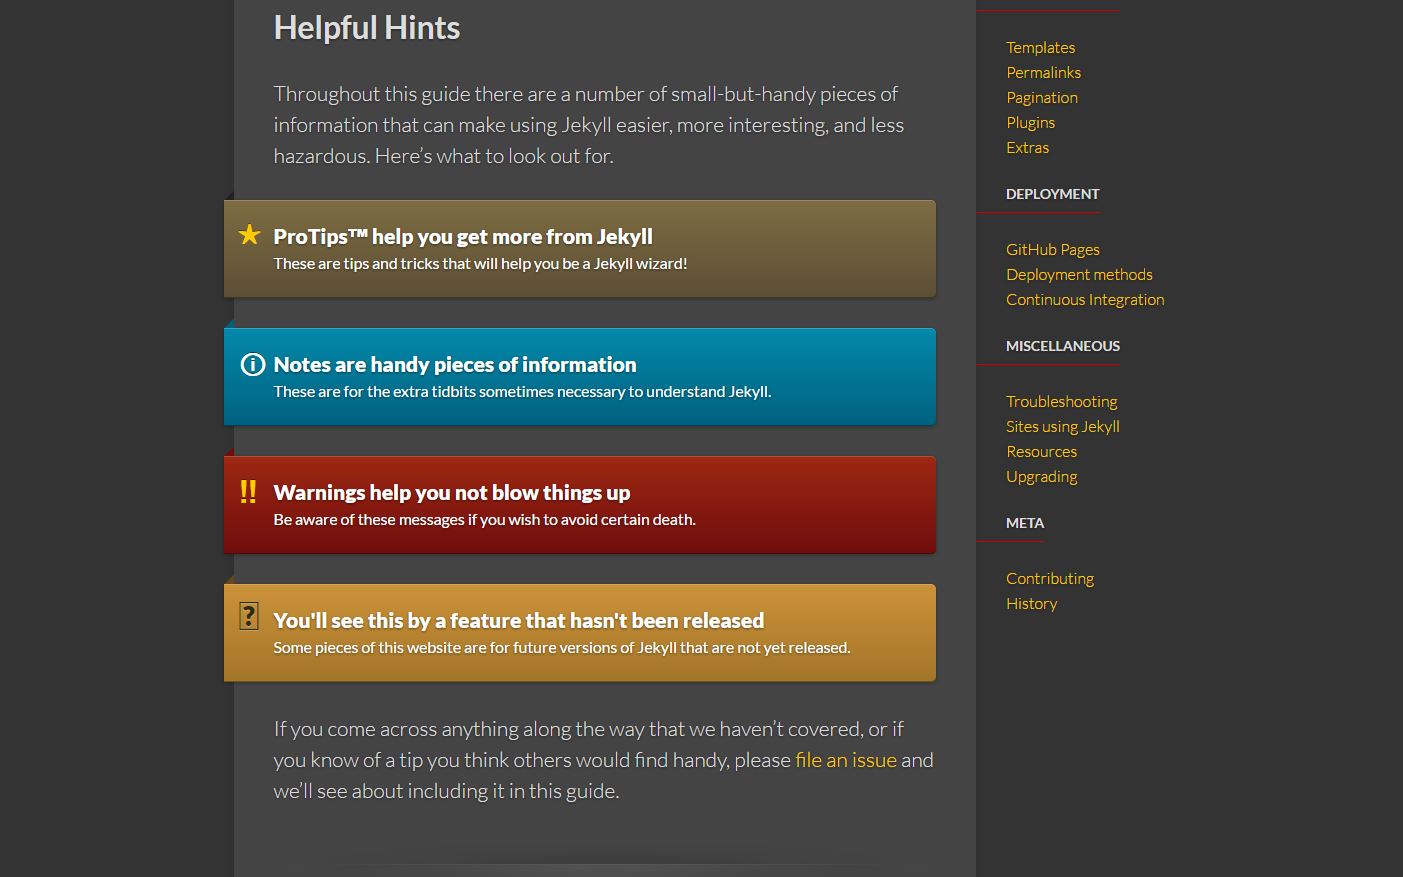 Helpful Hints
Throughout this guide there are a number of small-but-handy pieces of
information that can make using Jekyll easier, more interesting, and less
hazardous. Here’s what to look out for.
★ ProTips™ help you get more from Jekyll
These are tips and tricks that will help you be a Jekyll wizard!
ⓘ Notes are handy pieces of information
These are for the extra tidbits sometimes necessary to understand Jekyll.
‼ Warnings help you not blow things up
Be aware of these messages if you wish to avoid certain death.
? You'll see this by a feature that hasn't been released
Some pieces of this website are for future versions of Jekyll that are not yet released.
If you come across anything along the way that we haven’t covered, or if
you know of a tip you think others would find handy, please file an issue and
we’ll see about including it in this guide.
Templates
Permalinks
Pagination
Plugins
Extras
DEPLOYMENT
GitHub Pages
Deployment methods
Continuous Integration
MISCELLANEOUS
Troubleshooting
Sites using Jekyll
Resources
Upgrading
META
Contributing
History